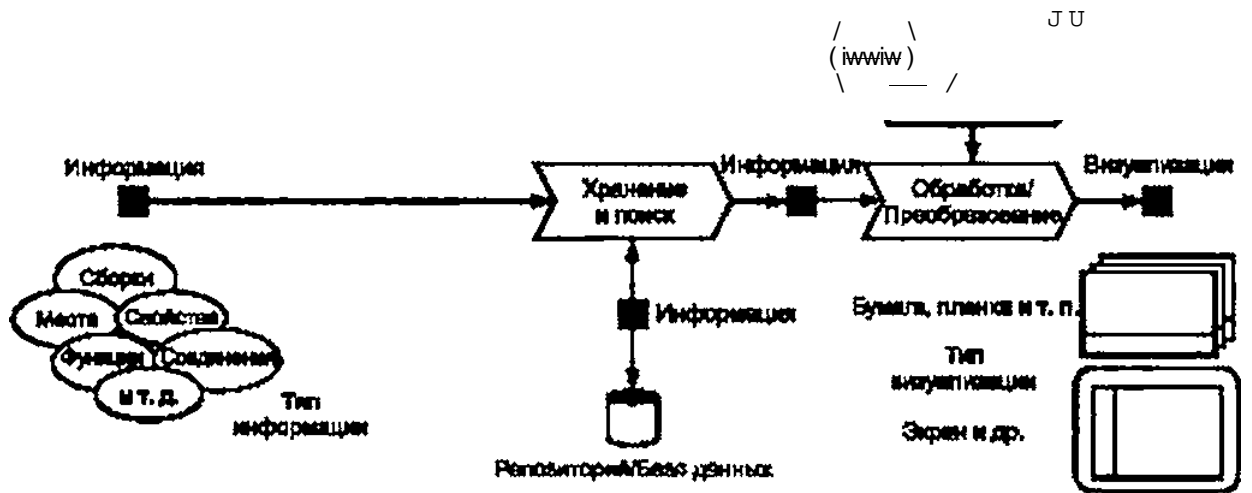 J U
Информация
Хранение
и поиск
Информация
Обработка/
Преобразование
Визуализация
Сборки
Места
Свойства
Функции
Соединения
и т. д.
Тип
информации
Информация
Репозиторий/База данных
Бумага, пленка и т. п.
Тип
визуализации
Экран и др.